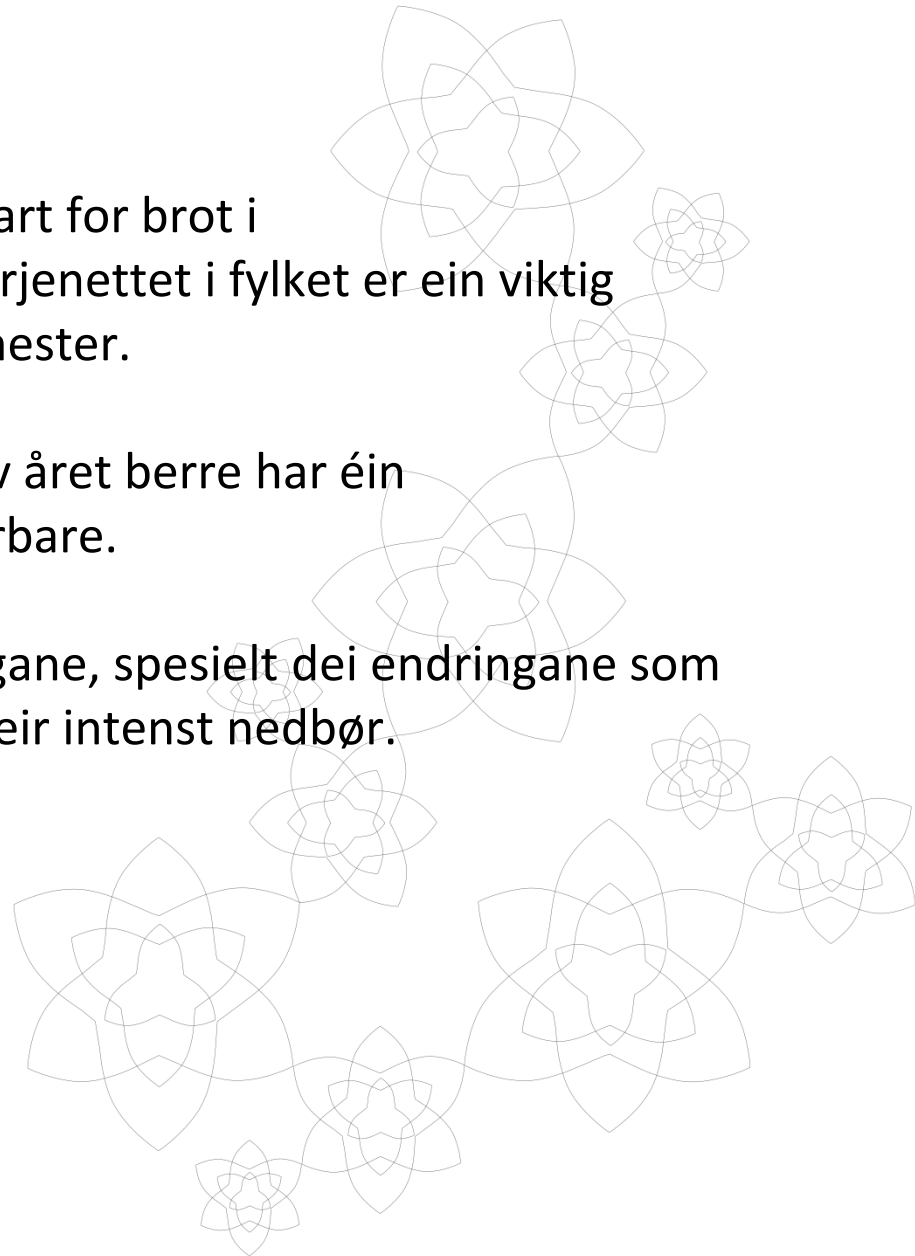 art for brot i
rjenettet i fylket er ein viktig
nester.
v året berre har éin
rbare.
gane, spesielt dei endringane som
eir intenst nedbør.